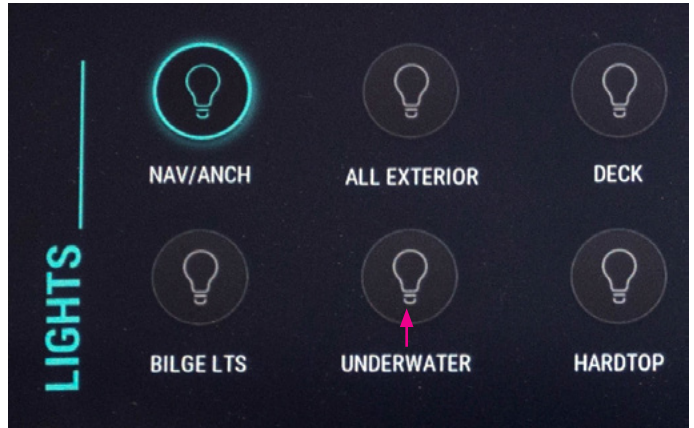 LIGHTS
NAV/ANCH
ALL EXTERIOR
DECK
BILGE LTS
UNDERWATER
HARDTOP